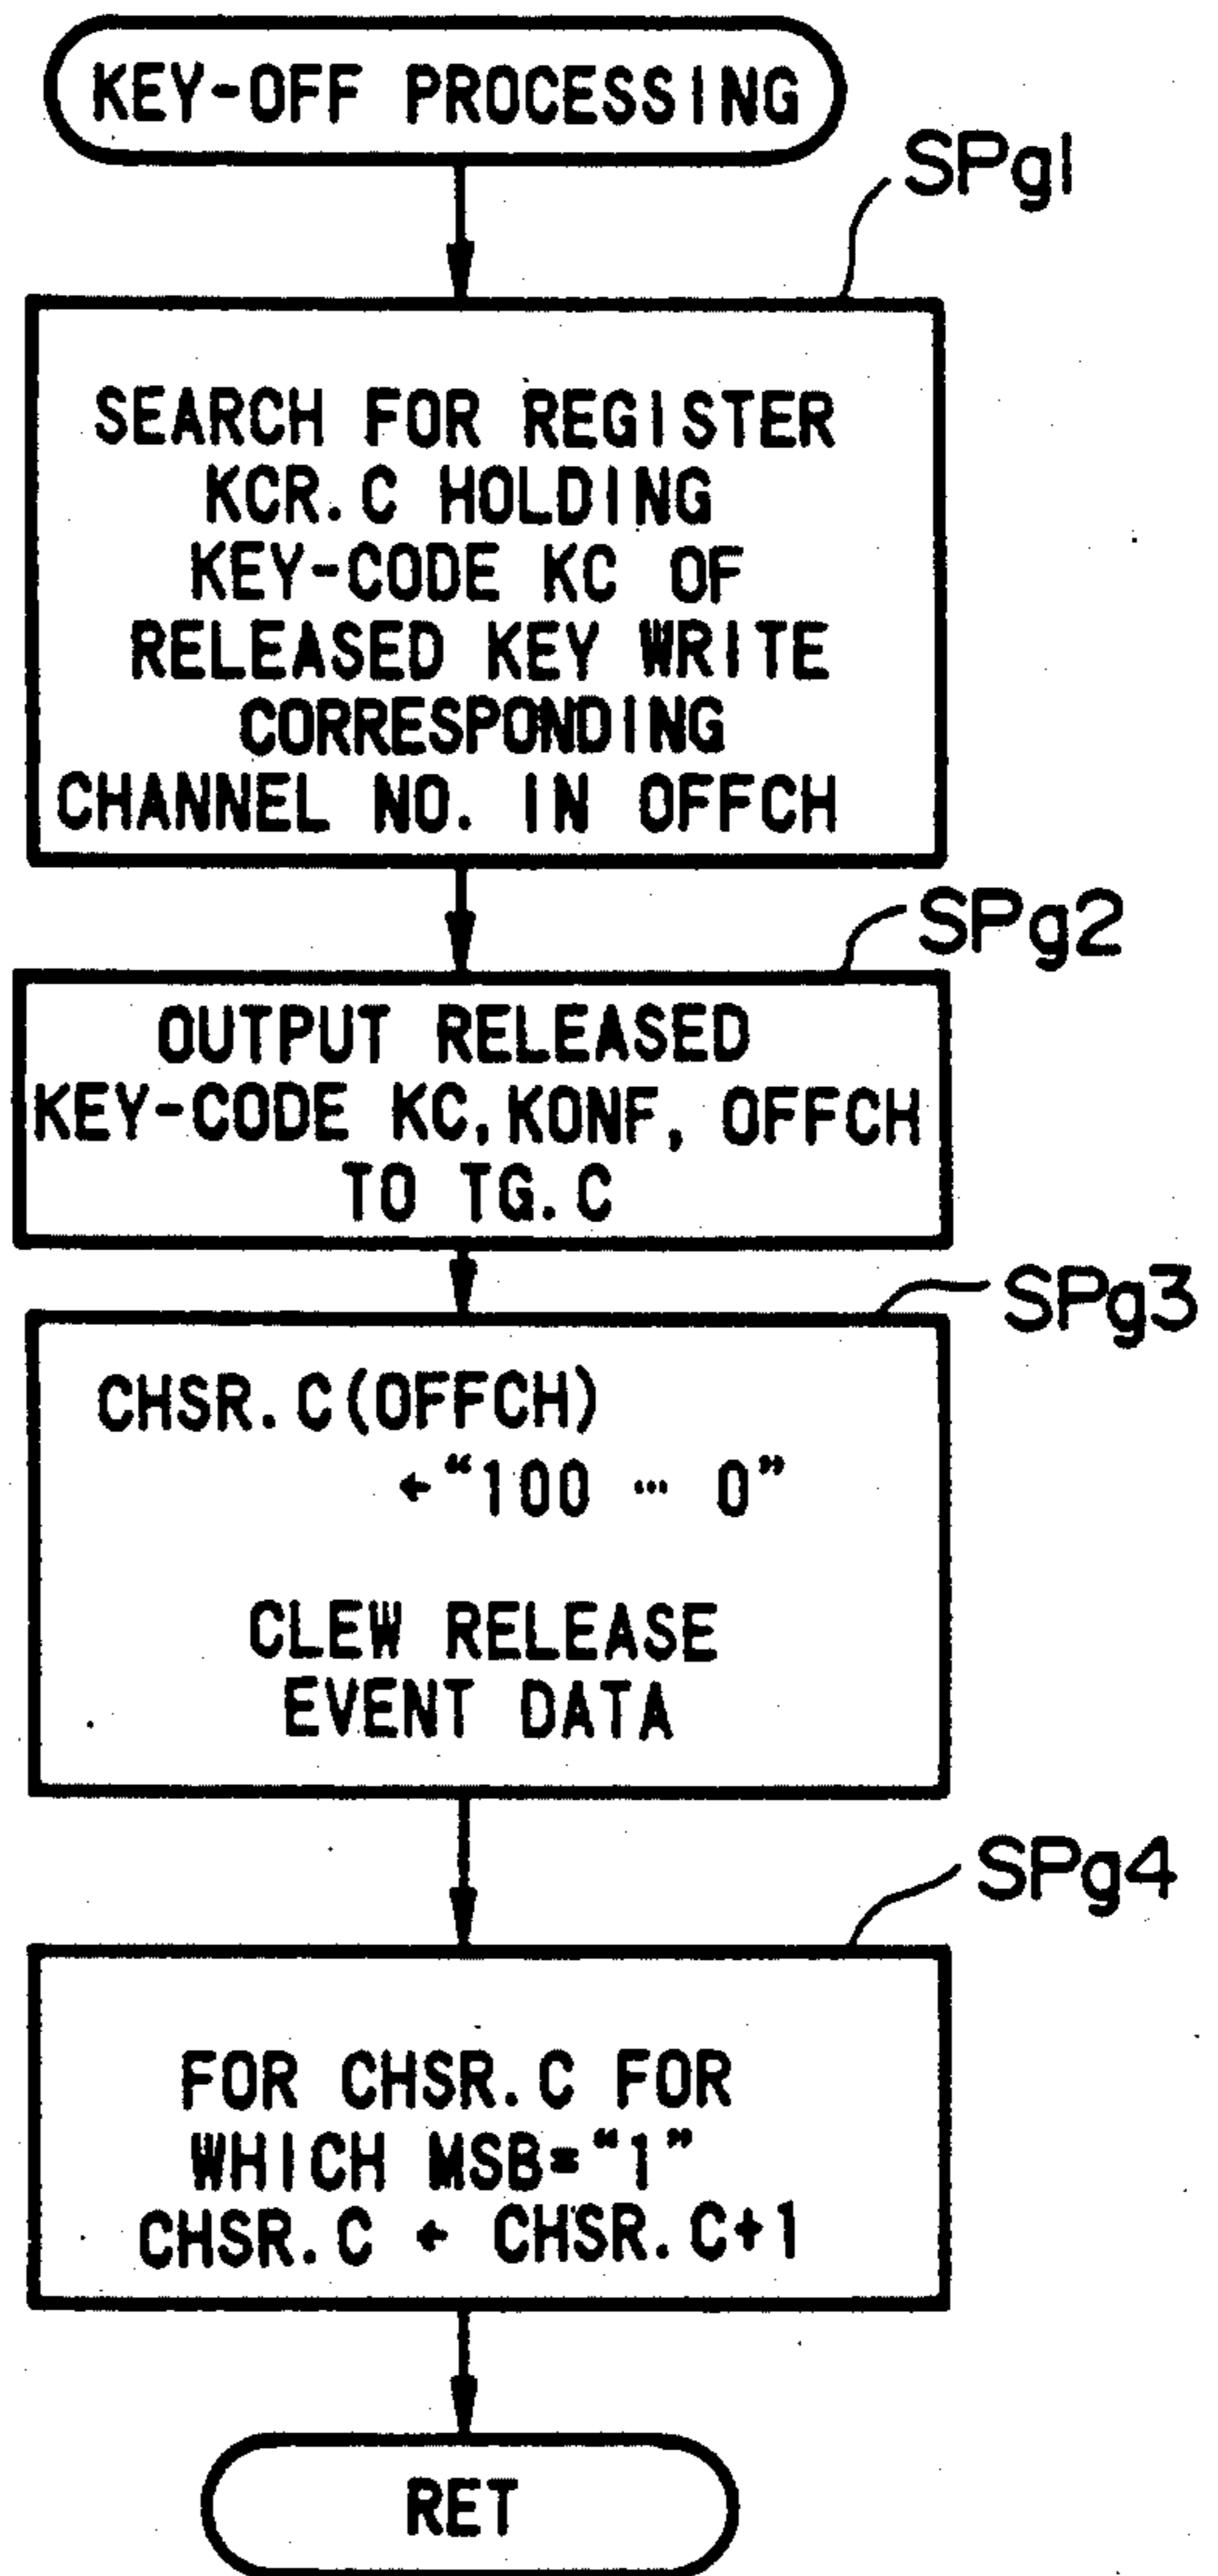 KEY-OFF PROCESSING
SPg1
SEARCH FOR REGISTER
KCR.C HOLDING
KEY-CODE KC OF
RELEASED KEY WRITE
CORRESPONDING
CHANNEL NO. IN OFFCH
SPg2
OUTPUT RELEASED
KEY-CODE KC, KONF, OFFCH
TO TG.C
SPg3
CHSR.C(OFFCH)
←“100 … 0”
CLEW RELEASE
EVENT DATA
SPg4
FOR CHSR.C FOR
WHICH MSB=“1”
CHSR.C ← CHSR.C+1
RET